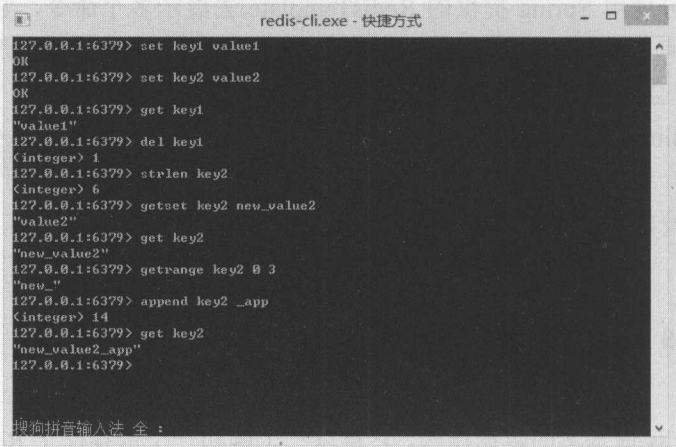 redis-cli.exe - 快捷方式
127.0.0.1:6379> set key1 value1
OK
127.0.0.1:6379> set key2 value2
OK
127.0.0.1:6379> get key1
"value1"
127.0.0.1:6379> del key1
(integer) 1
127.0.0.1:6379> strlen key2
(integer) 6
127.0.0.1:6379> getset key2 new_value2
"value2"
127.0.0.1:6379> get key2
"new_value2"
127.0.0.1:6379> getrange key2 0 3
"new_"
127.0.0.1:6379> append key2 _app
(integer) 14
127.0.0.1:6379> get key2
"new_value2_app"
127.0.0.1:6379>
搜狗拼音输入法 全 :